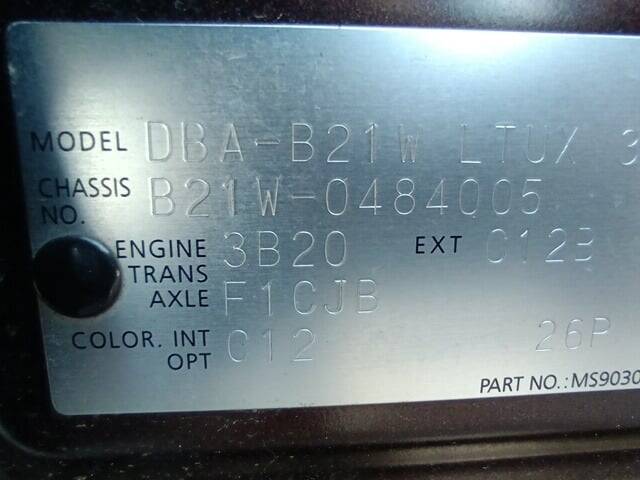 MODEL DBA-B21W LTUX 3
CHASSIS NO. B21W-0484005
ENGINE 3B20 EXT C12B
TRANS AXLE F1CJB
COLOR. INT C12 26P
OPT
PART NO.:MS9030